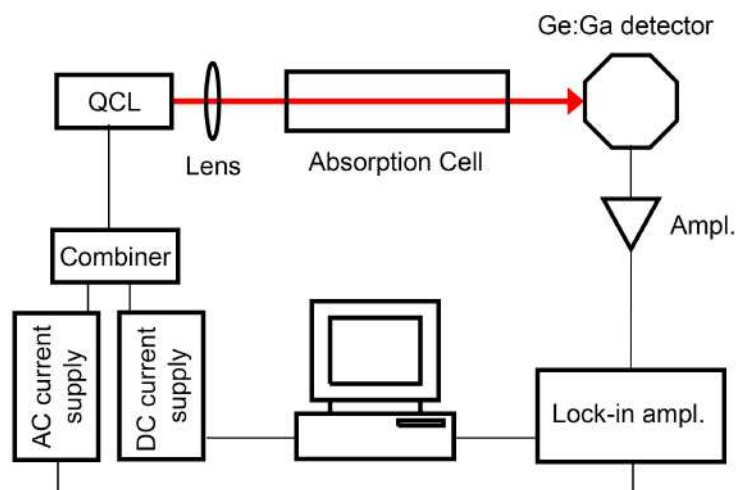 Ge:Ga detector
QCL
Lens
Absorption Cell
Ampl.
Combiner
AC current
supply
DC current
supply
Lock-in ampl.